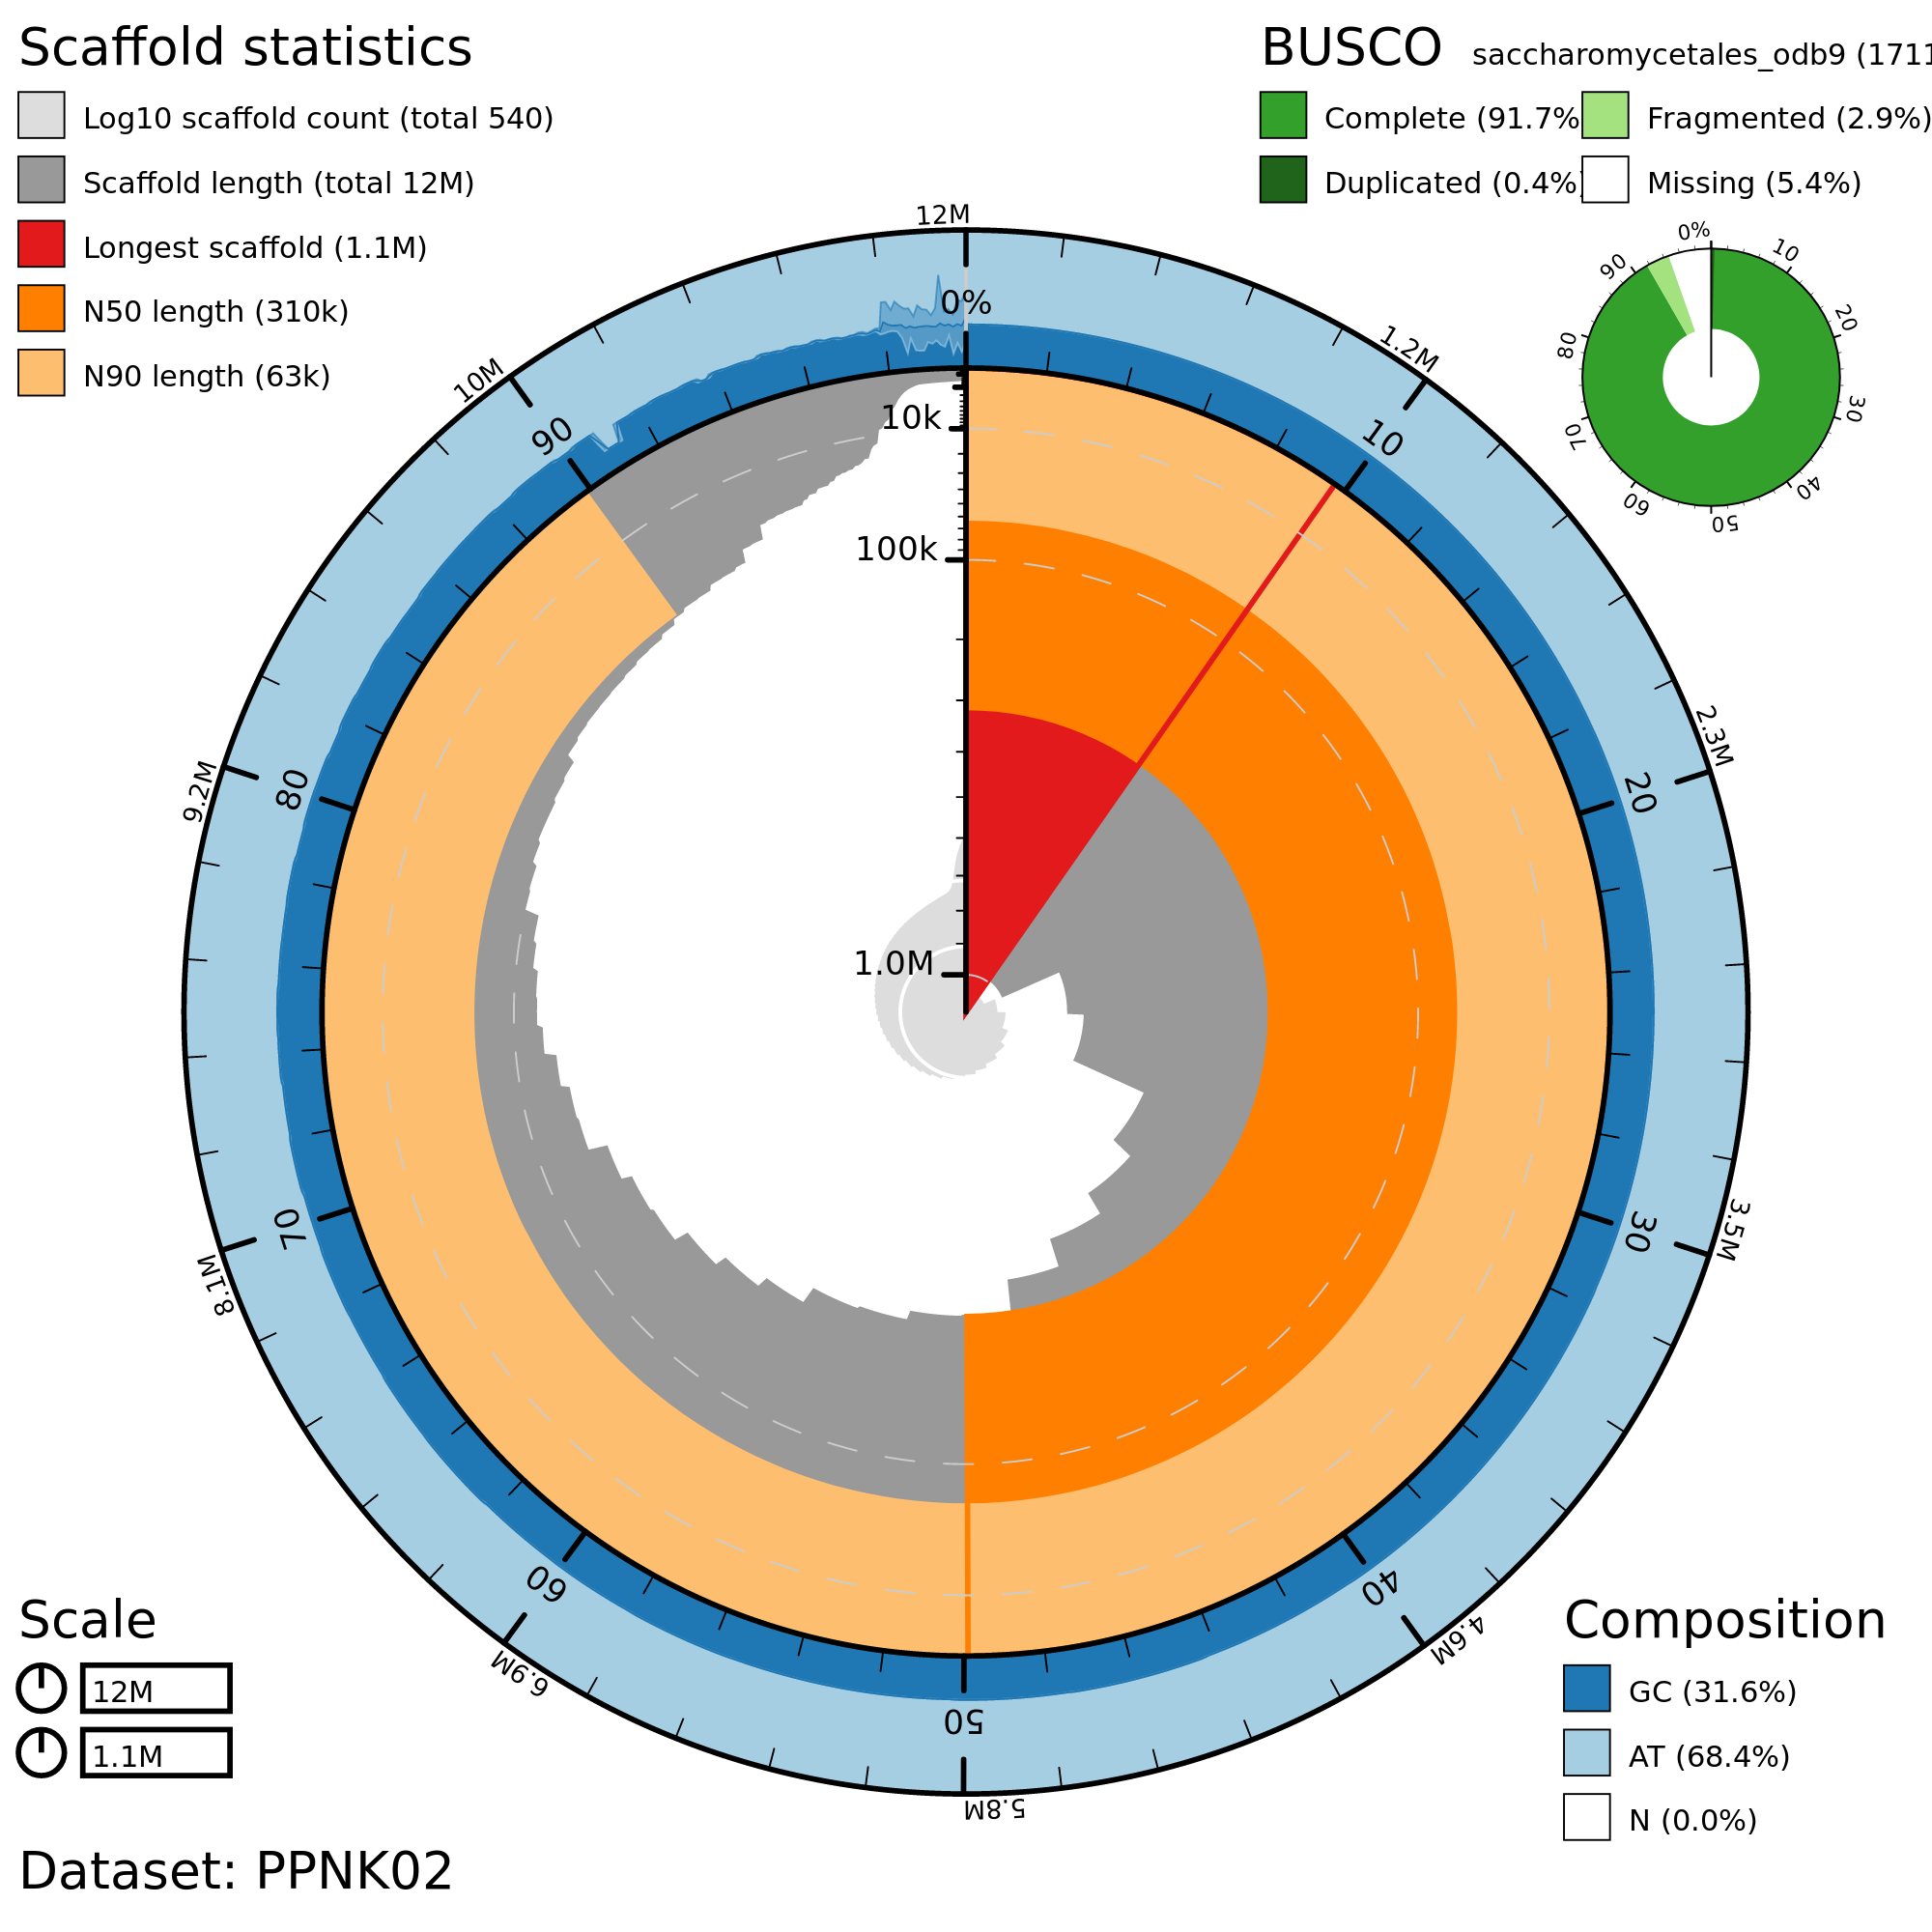 Scaffold statistics
Log10 scaffold count (total 540)
Scaffold length (total 12M)
Longest scaffold (1.1M)
N50 length (310k)
N90 length (63k)
BUSCO saccharomycetales_odb9 (1711
Complete (91.7%
Fragmented (2.9%)
Duplicated (0.4%)
Missing (5.4%)
0%
10
20
30
40
50
60
70
80
90
12M
1.2M
2.3M
3.5M
4.6M
5.8M
6.9M
8.1M
9.2M
10M
0%
10
20
30
40
50
60
70
80
90
10k
100k
1.0M
Scale
12M
1.1M
Composition
GC (31.6%)
AT (68.4%)
N (0.0%)
Dataset: PPNK02